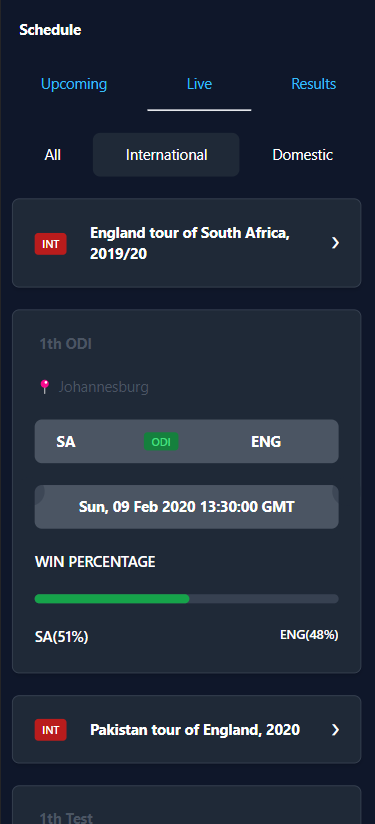 Schedule
Upcoming Live Results
All International Domestic
INT England tour of South Africa,
2019/20
1th ODI
Johannesburg
SA ODI ENG
Sun, 09 Feb 2020 13:30:00 GMT
WIN PERCENTAGE
SA(51%) ENG(48%)
INT Pakistan tour of England, 2020
1th Test